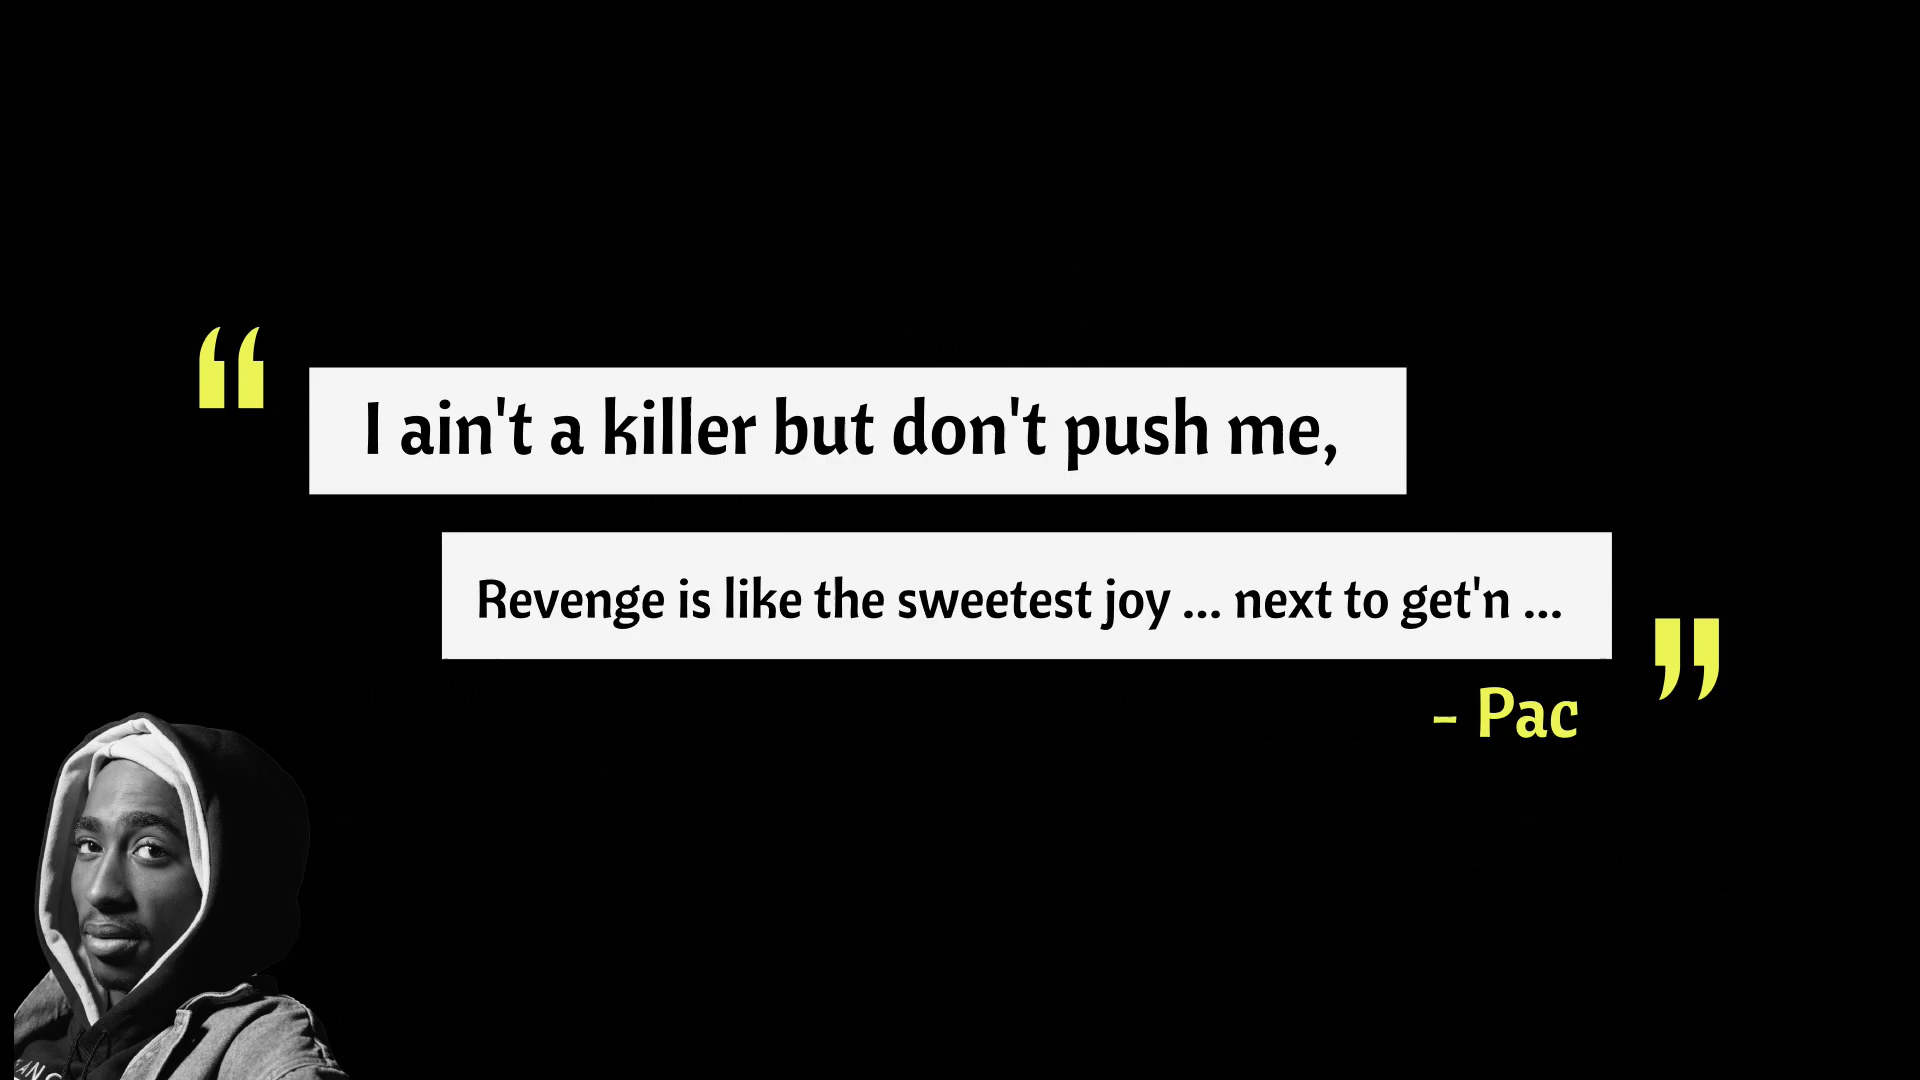 “
I ain't a killer but don't push me,
Revenge is like the sweetest joy ... next to get'n ...
”
- Pac